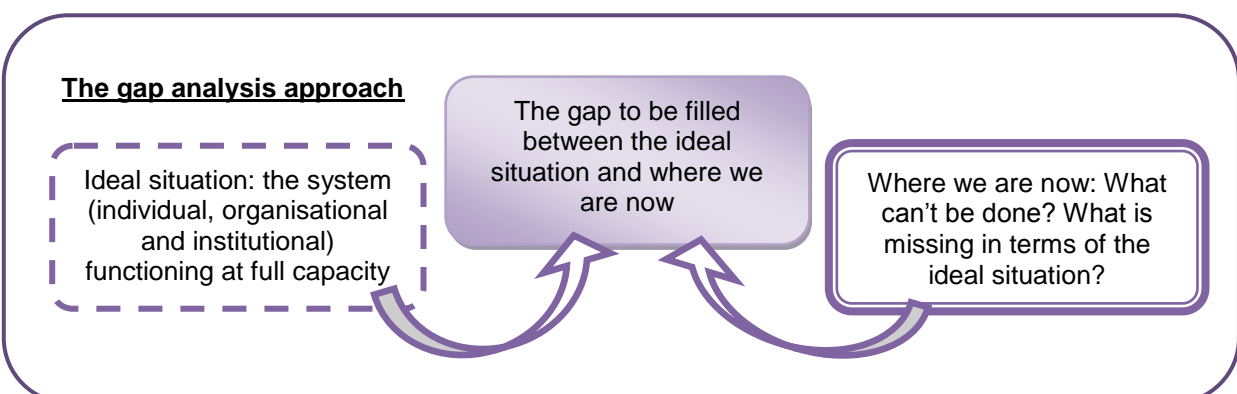 The gap analysis approach
Ideal situation: the system
(individual, organisational
and institutional)
functioning at full capacity
The gap to be filled
between the ideal
situation and where we
are now
Where we are now: What
can’t be done? What is
missing in terms of the
ideal situation?